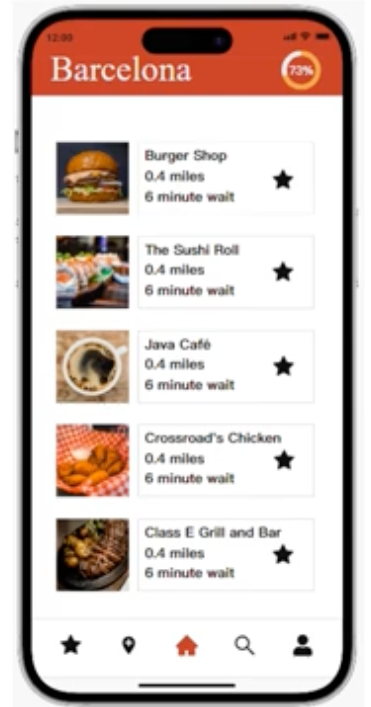 12:00
Barcelona
73%
Burger Shop
0.4 miles
6 minute wait
The Sushi Roll
0.4 miles
6 minute wait
Java Café
0.4 miles
6 minute wait
Crossroad's Chicken
0.4 miles
6 minute wait
Class E Grill and Bar
0.4 miles
6 minute wait